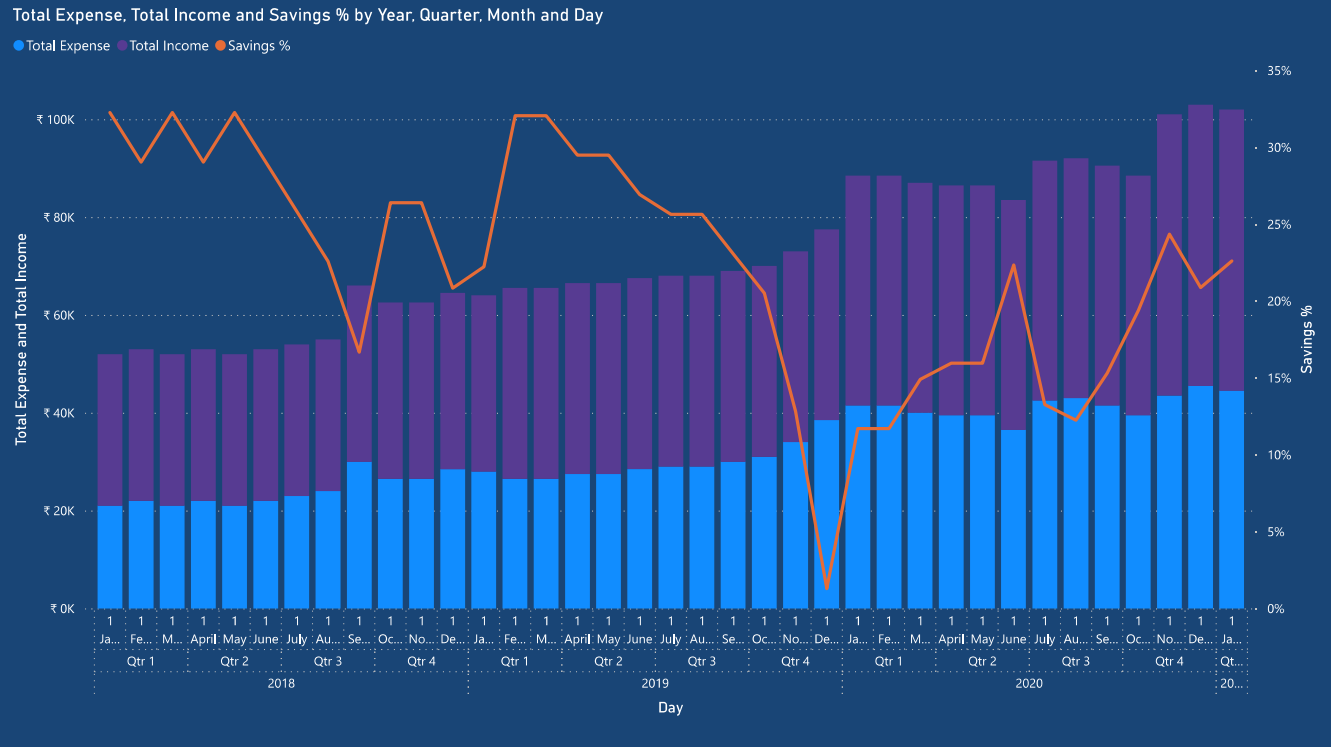 Total Expense, Total Income and Savings % by Year, Quarter, Month and Day
Total Expense Total Income Savings %
35%
₹ 100K
30%
₹ 80K
25%
₹ 60K
20%
15%
₹ 40K
10%
₹ 20K
5%
₹ 0K
0%
Total Expense and Total Income
Savings %
1 1 1 1 1 1 1 1 1 1 1 1 1 1 1 1 1 1 1 1 1 1 1 1 1 1 1 1 1 1 1 1 1 1 1 1 1
Ja... Fe... M... April May June July Au... Se... Oc... No... De... Ja... Fe... M... April May June July Au... Se... Oc... No... De... Ja... Fe... M... April May June July Au... Se... Oc... No... De... Ja...
Qtr 1 Qtr 2 Qtr 3 Qtr 4 Qtr 1 Qtr 2 Qtr 3 Qtr 4 Qtr 1 Qtr 2 Qtr 3 Qtr 4 Qt...
2018 2019 2020 20...
Day